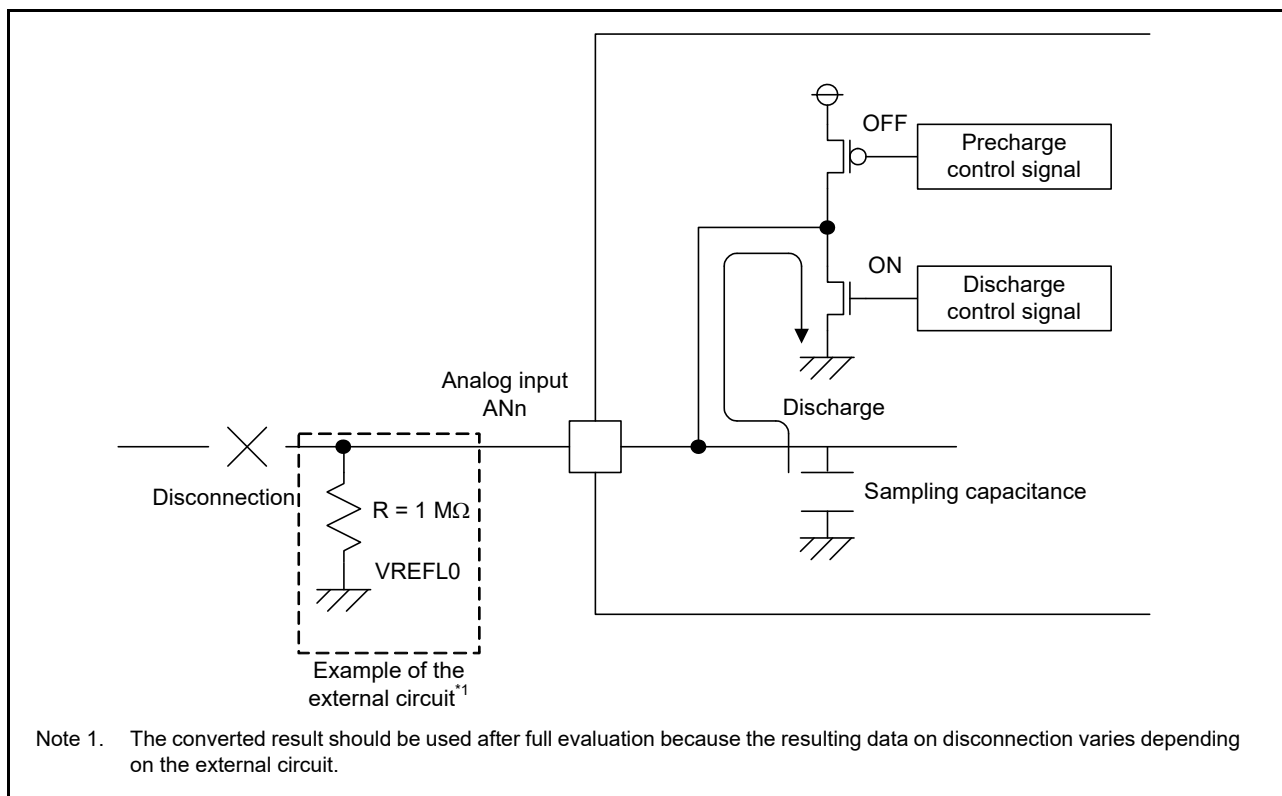 OFF
Precharge
control signal
ON
Discharge
control signal
Analog input
ANn
Discharge
Disconnection
R = 1 MΩ
Sampling capacitance
VREFL0
Example of the
external circuit*1
Note 1. The converted result should be used after full evaluation because the resulting data on disconnection varies depending
on the external circuit.